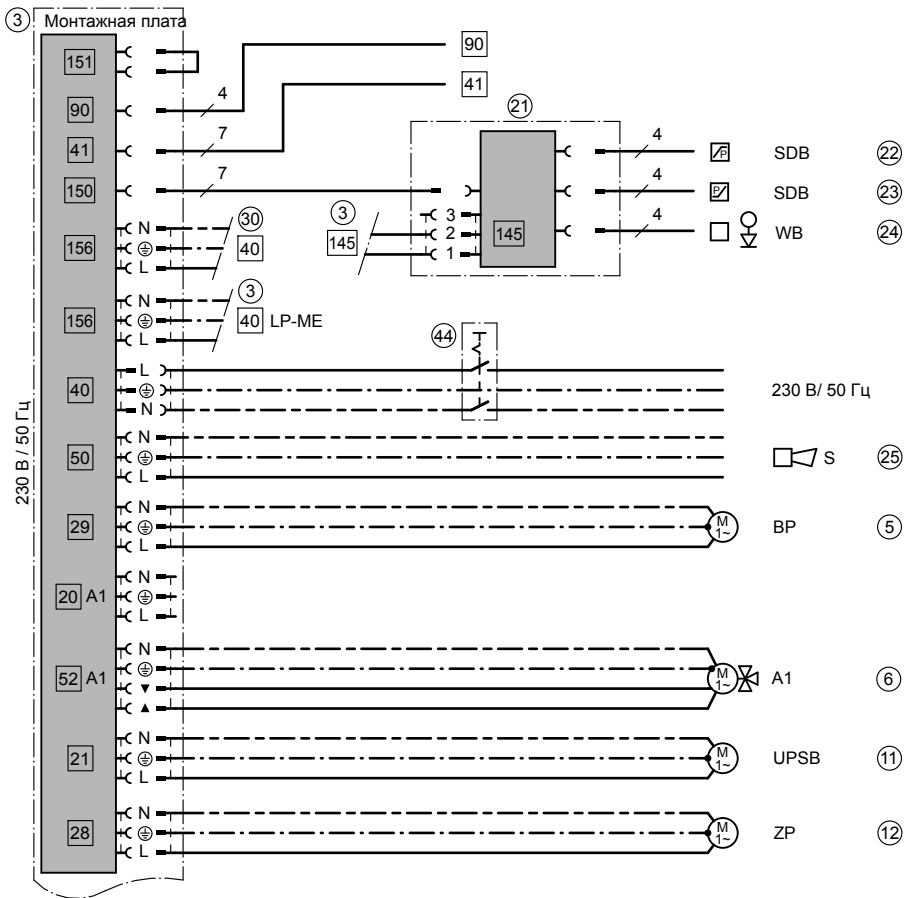 3 Монтажная плата
151
90 4 90
41 7 41
150 7
21
4 P SDB 22
4 P SDB 23
4 WB 24
3
145
3
2
1
145
156 N 30
40
L
156 N 3
40 LP-ME
L
44
40 L
N
230 В/ 50 Гц
230 В / 50 Гц
50 N
L
S 25
29 N
L
M
1~
BP 5
20 A1 N
L
52 A1 N
M
1~
A1 6
21 N
L
M
1~
UPSB 11
28 N
L
M
1~
ZP 12